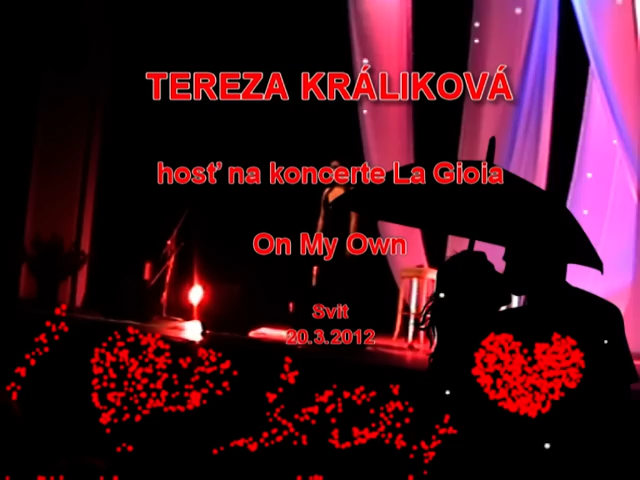 TEREZA KRÁLIKOVÁ
hosť na koncerte La Gioia
On My Own
Svit
20.3.2012